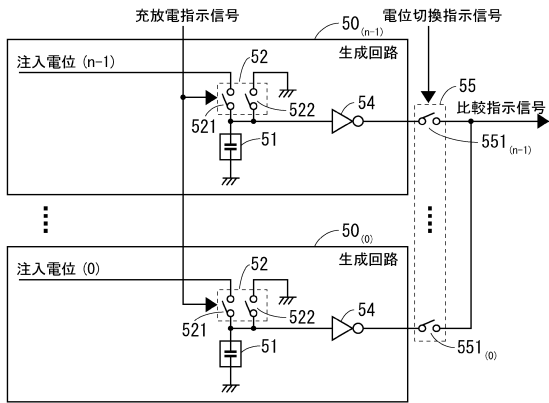 充放電指示信号
電位切換指示信号
50(n-1)
生成回路
注入電位 (n-1)
52
521
522
54
51
55
比較指示信号
551(n-1)
50(0)
生成回路
注入電位 (0)
52
521
522
54
51
551(0)